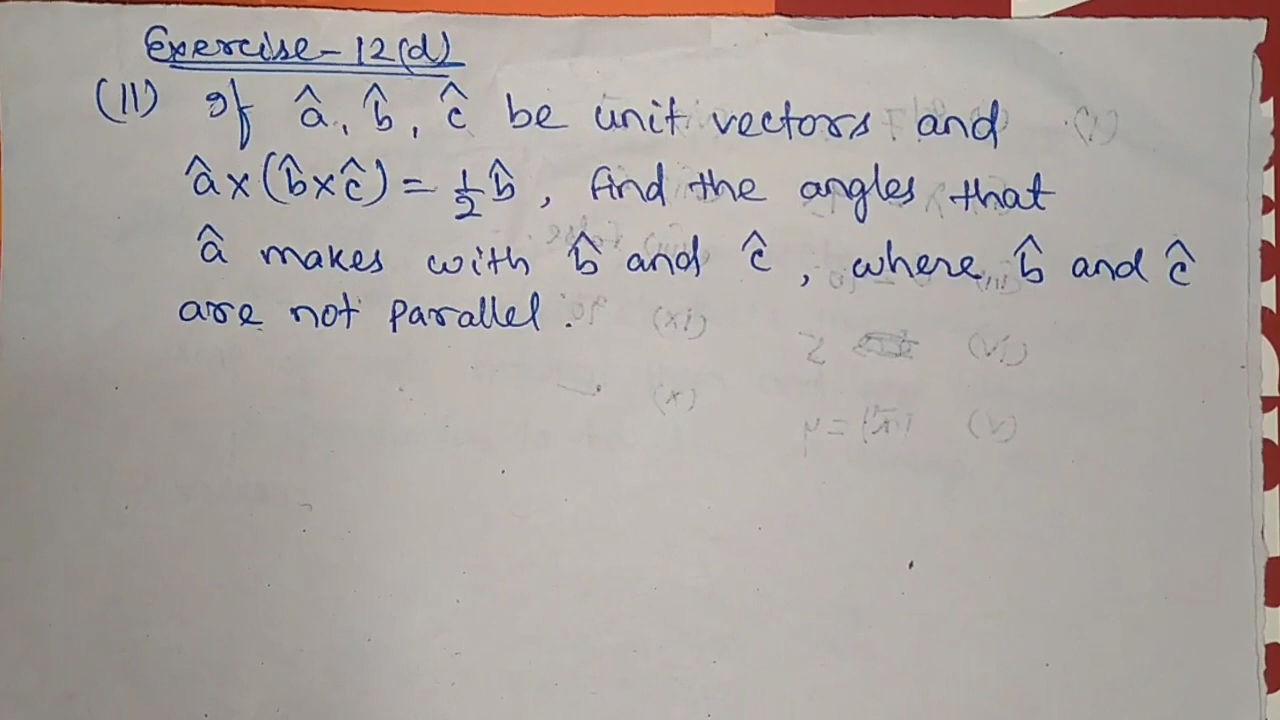 Exercise-12(d)
(11) If â, b̂, ĉ be unit vectors and
â×(b̂×ĉ) = 1/2 b̂, find the angles that
â makes with b̂ and ĉ, where b̂ and ĉ
are not parallel.